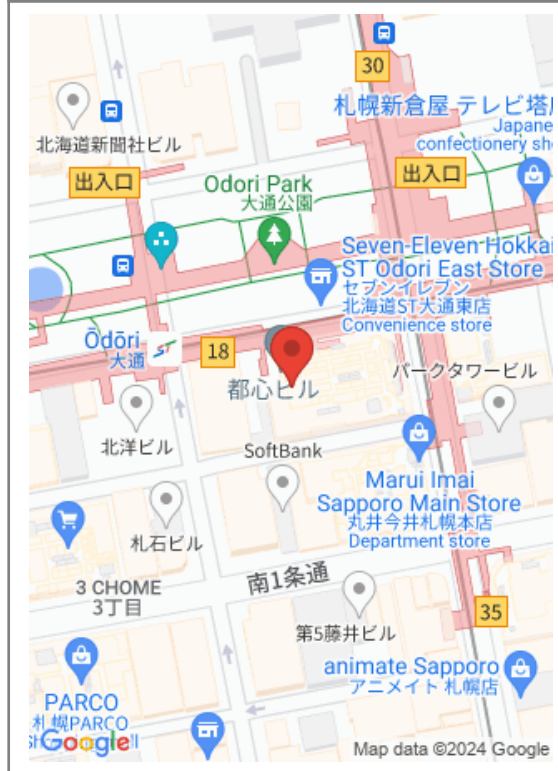 30
札幌新倉屋 テレビ塔
Japane
confectionery sh
北海道新聞社ビル
出入口
出入口
Odori Park
大通公園
Seven-Eleven Hokkai
ST Odori East Store
セブンイレブン
北海道ST大通東店
Convenience store
Ōdōri
大通
ST
18
都心ビル
パークタワービル
北洋ビル
SoftBank
Marui Imai
Sapporo Main Store
丸井今井札幌本店
Department store
札石ビル
南1条通
3 CHOME
3丁目
35
第5藤井ビル
animate Sapporo
アニメイト 札幌店
PARCO
札幌PARCO
Google
Map data ©2024 Google